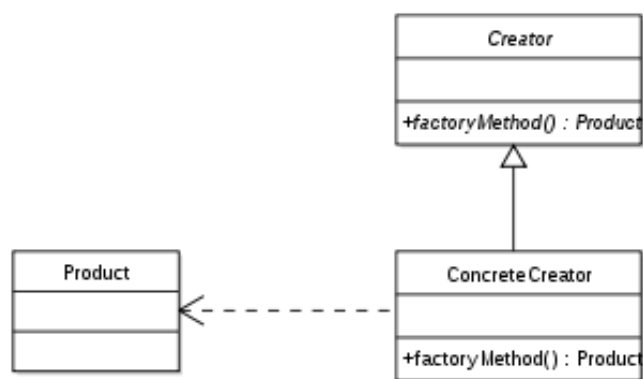 Creator
+factoryMethod() : Product
Product
ConcreteCreator
+factoryMethod() : Product